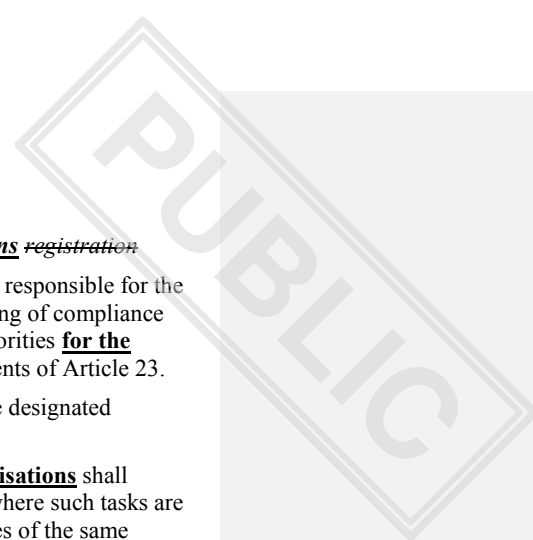 ns registration
responsible for the
ng of compliance
orities for the
ents of Article 23.
e designated
isations shall
where such tasks are
es of the same
PUBLIC